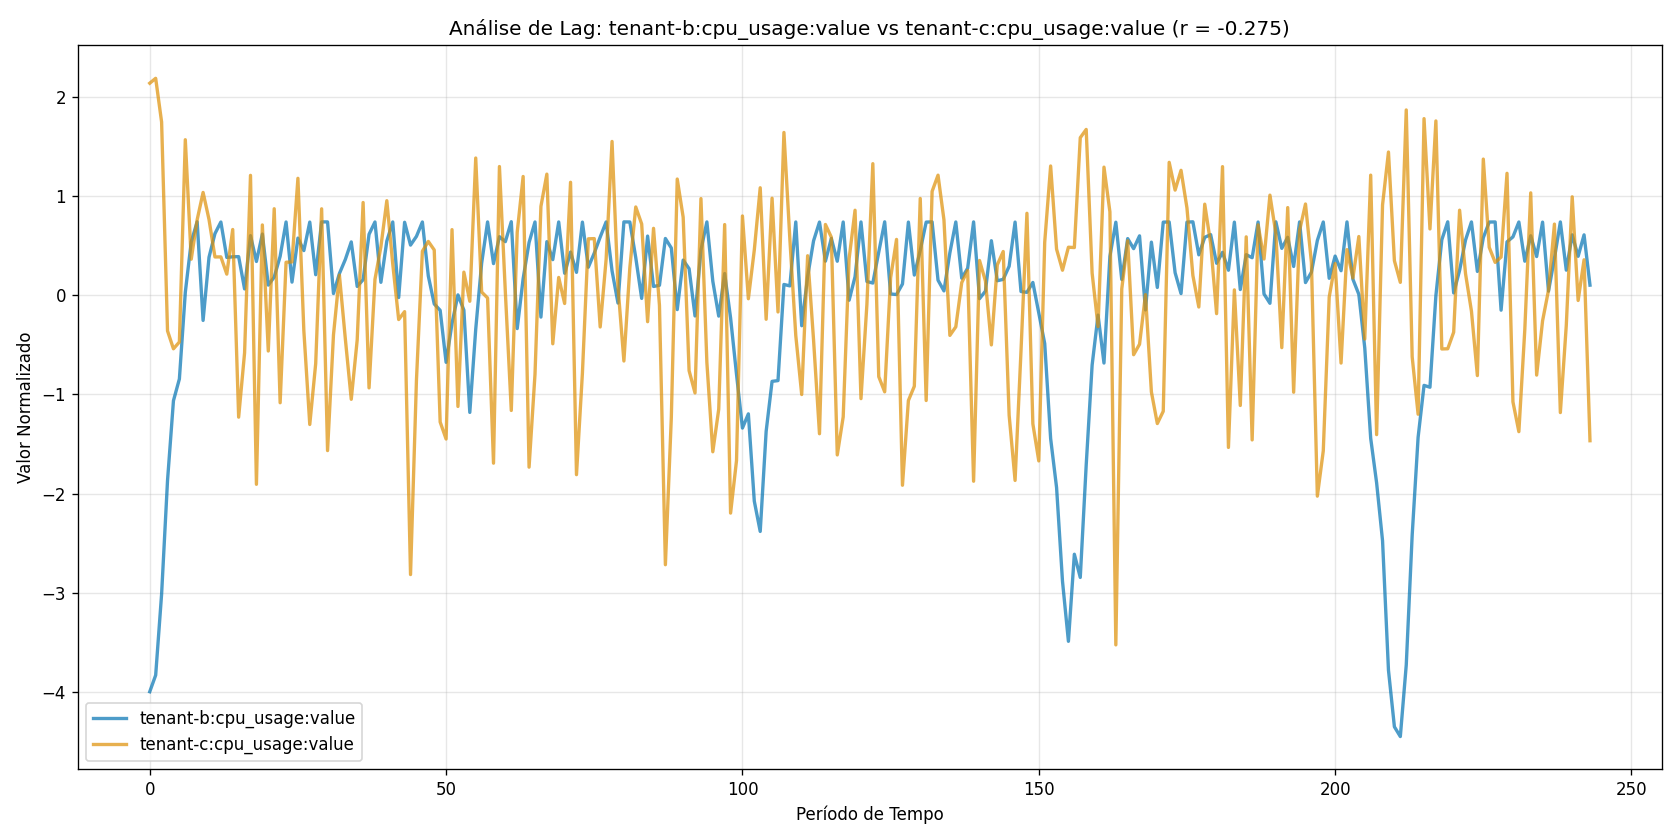 Análise de Lag: tenant-b:cpu_usage:value vs tenant-c:cpu_usage:value (r = -0.275)
Valor Normalizado
2
1
0
−1
−2
−3
−4
tenant-b:cpu_usage:value
tenant-c:cpu_usage:value
0 50 100 150 200 250
Período de Tempo